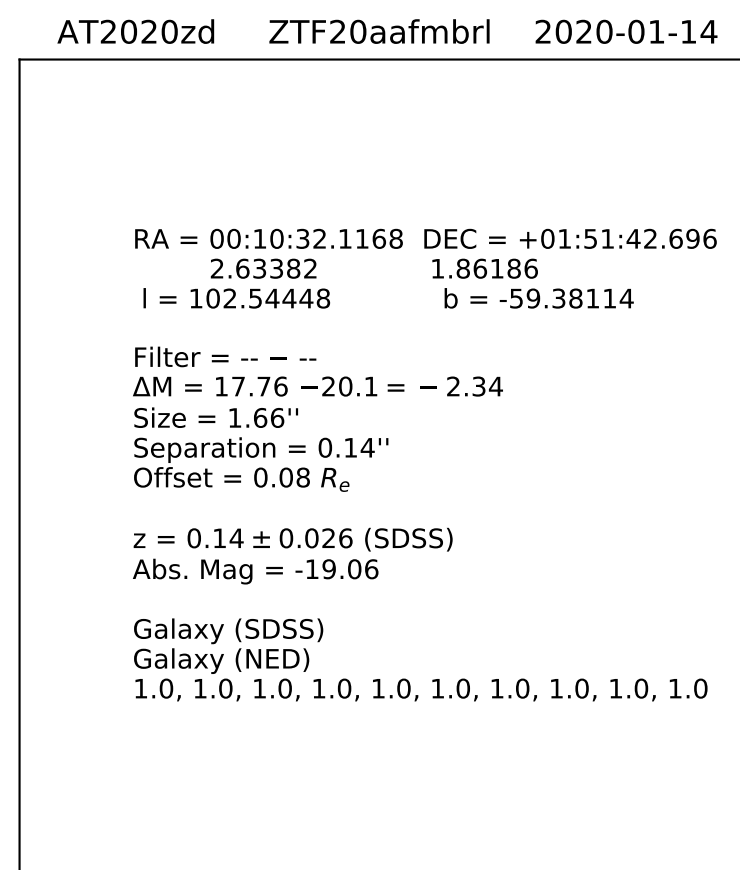 AT2020zd ZTF20aafmbrl 2020-01-14
RA = 00:10:32.1168 DEC = +01:51:42.696
2.63382 1.86186
l = 102.54448 b = -59.38114
Filter = -- − --
ΔM = 17.76 −20.1 = − 2.34
Size = 1.66''
Separation = 0.14''
Offset = 0.08 Re
z = 0.14 ± 0.026 (SDSS)
Abs. Mag = -19.06
Galaxy (SDSS)
Galaxy (NED)
1.0, 1.0, 1.0, 1.0, 1.0, 1.0, 1.0, 1.0, 1.0, 1.0